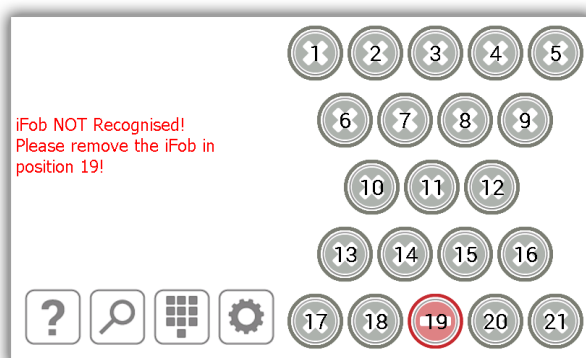 1 2 3 4 5
iFob NOT Recognised!
Please remove the iFob in
position 19!
6 7 8 9
10 11 12
13 14 15 16
?
17 18 19 20 21